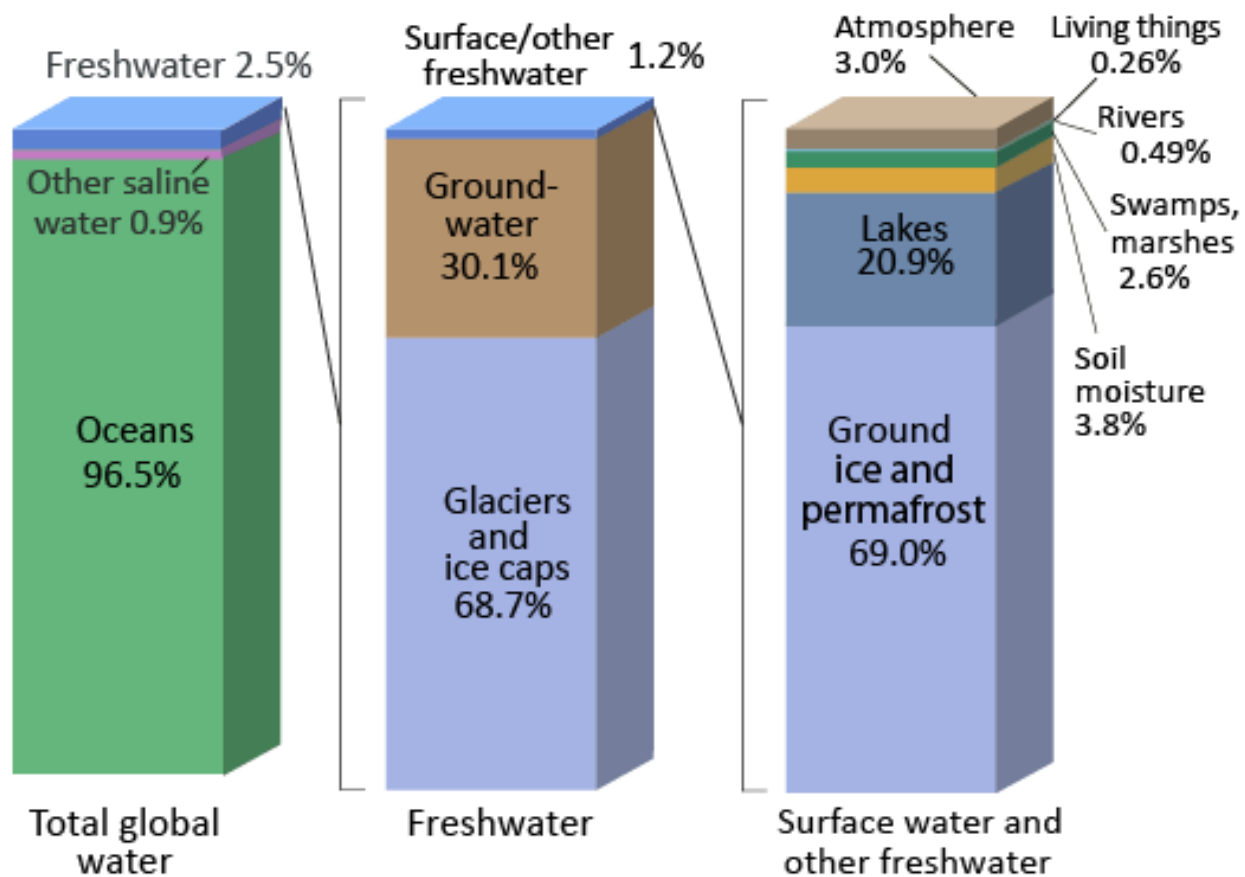 Freshwater 2.5%
Other saline
water 0.9%
Oceans
96.5%
Total global
water
Surface/other
freshwater 1.2%
Ground-
water
30.1%
Glaciers
and
ice caps
68.7%
Freshwater
Atmosphere
3.0%
Living things
0.26%
Rivers
0.49%
Swamps,
marshes
2.6%
Soil
moisture
3.8%
Lakes
20.9%
Ground
ice and
permafrost
69.0%
Surface water and
other freshwater